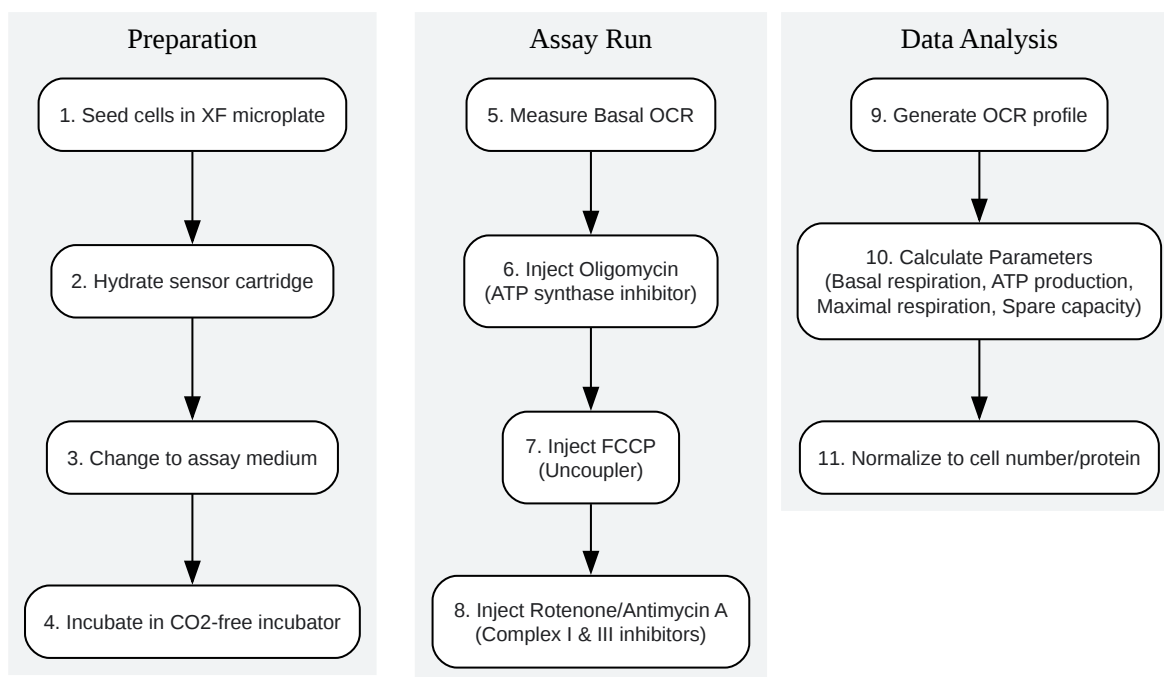 Preparation
1. Seed cells in XF microplate
2. Hydrate sensor cartridge
3. Change to assay medium
4. Incubate in CO2-free incubator
Assay Run
5. Measure Basal OCR
6. Inject Oligomycin
(ATP synthase inhibitor)
7. Inject FCCP
(Uncoupler)
8. Inject Rotenone/Antimycin A
(Complex I & III inhibitors)
Data Analysis
9. Generate OCR profile
10. Calculate Parameters
(Basal respiration, ATP production,
Maximal respiration, Spare capacity)
11. Normalize to cell number/protein